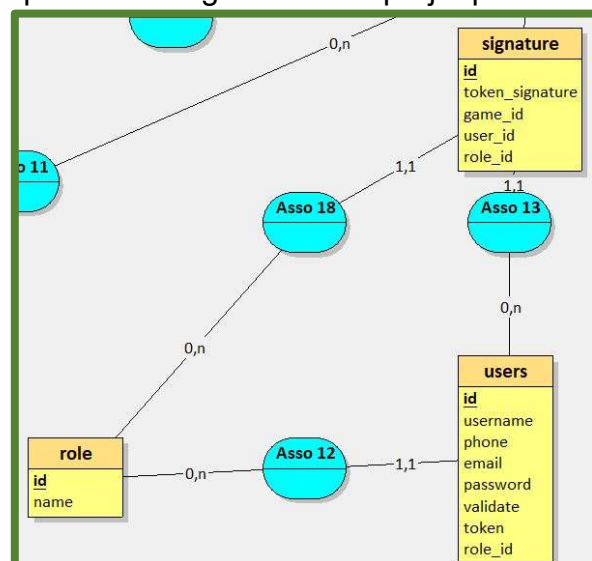 0,n
signature
id
token_signature
game_id
user_id
role_id
1,1
1,1
Asso 18
Asso 13
0,n
0,n
users
id
username
phone
email
password
validate
token
role_id
role
id
name
0,n
Asso 12
1,1